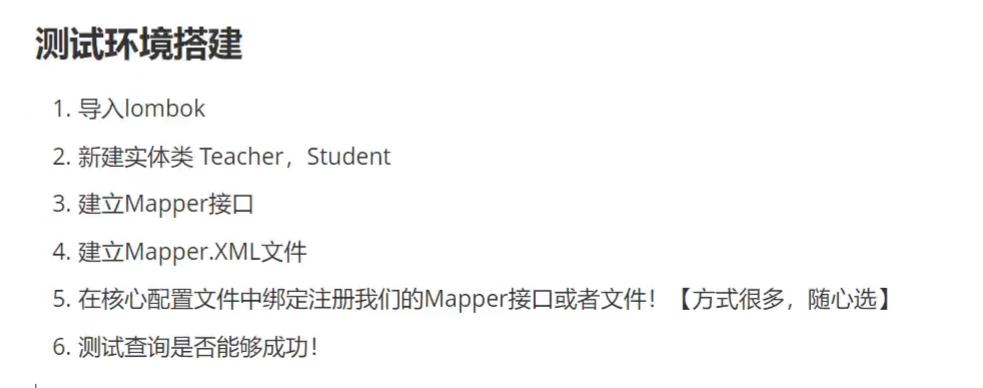 测试环境搭建
1. 导入lombok
2. 新建实体类 Teacher，Student
3. 建立Mapper接口
4. 建立Mapper.XML文件
5. 在核心配置文件中绑定注册我们的Mapper接口或者文件！【方式很多，随心选】
6. 测试查询是否能够成功！